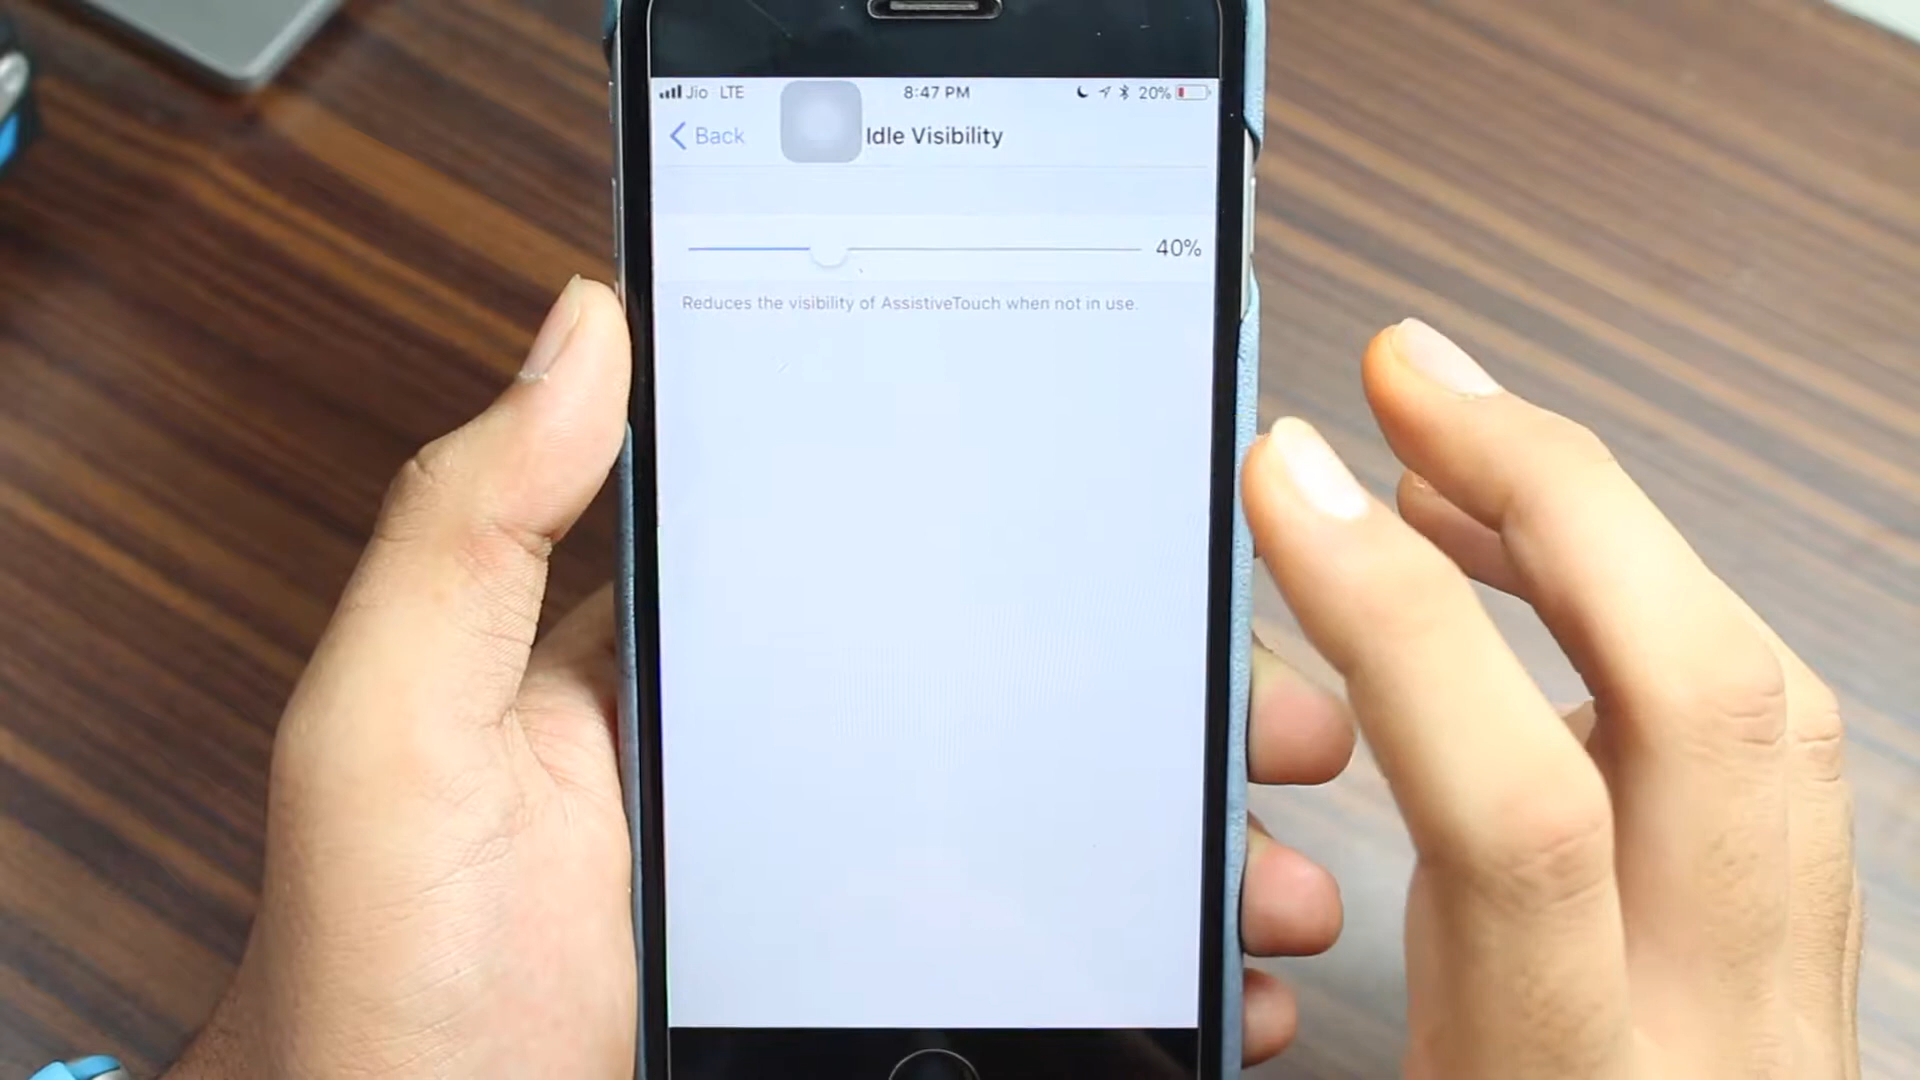 Jio LTE 8:47 PM 20%
Back Idle Visibility
40%
Reduces the visibility of AssistiveTouch when not in use.